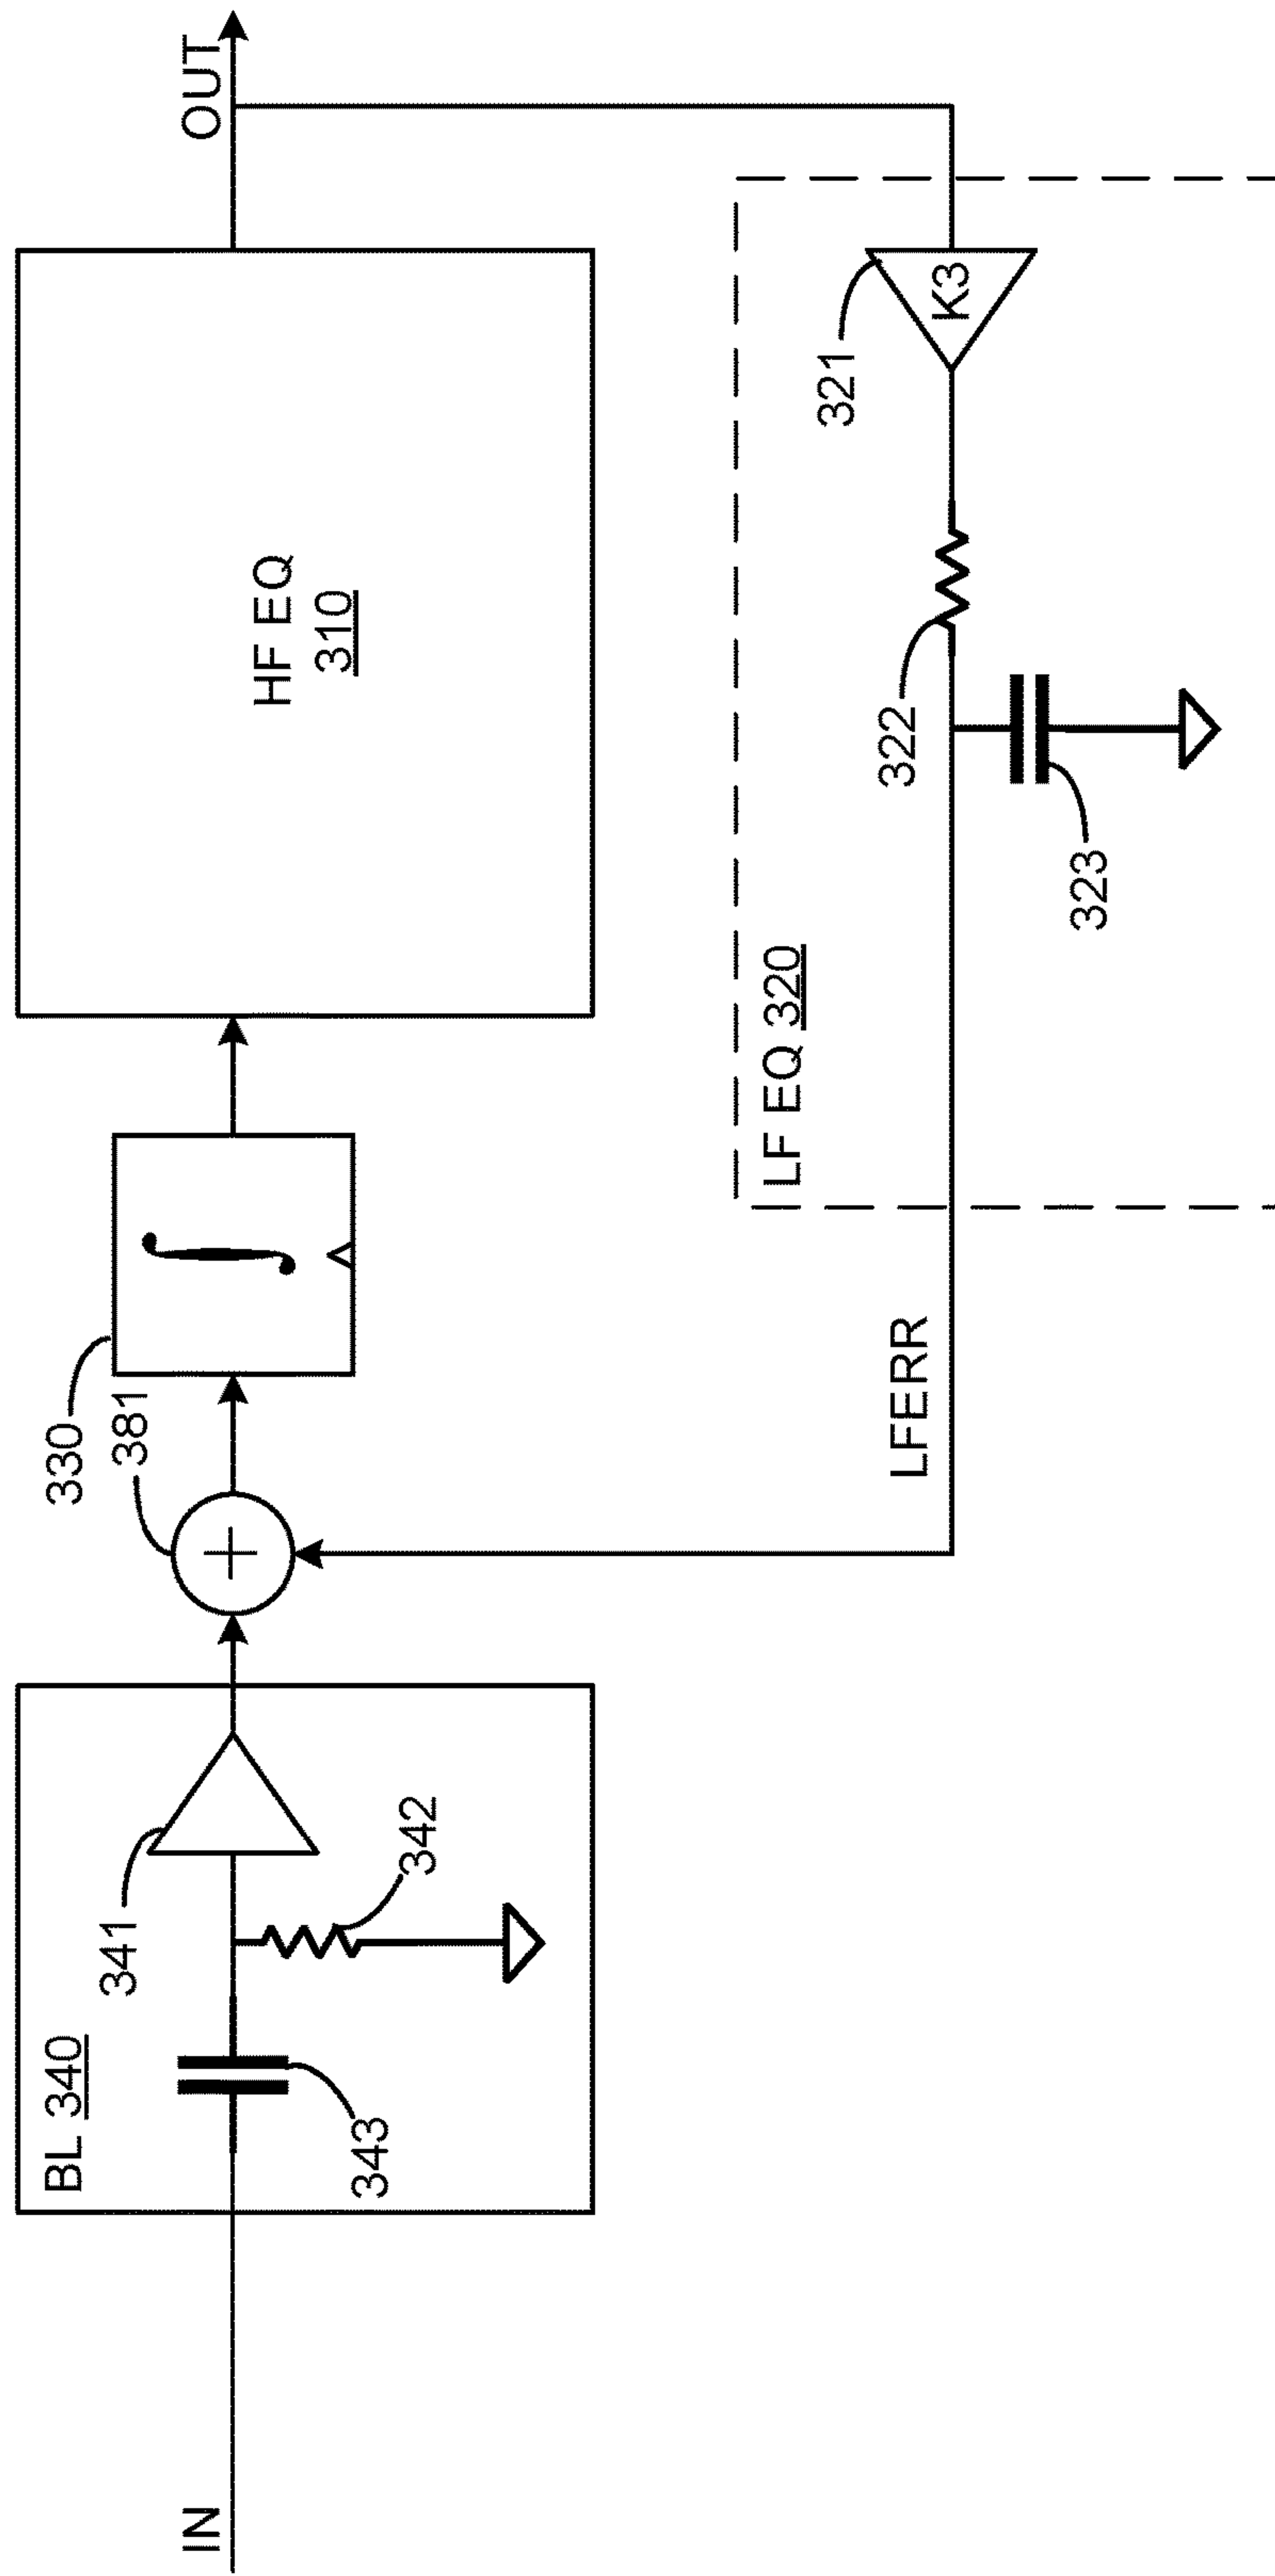 IN
BL 340
343
341
342
381
330
HF EQ
310
OUT
LFERR
LF EQ 320
322
323
321
K3